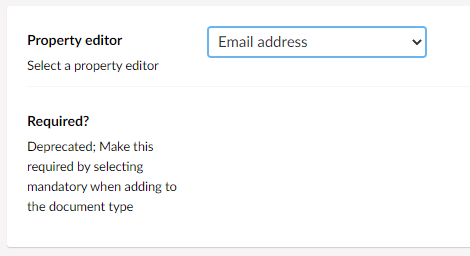 Property editor
Email address
Select a property editor
Required?
Deprecated; Make this
required by selecting
mandatory when adding to
the document type